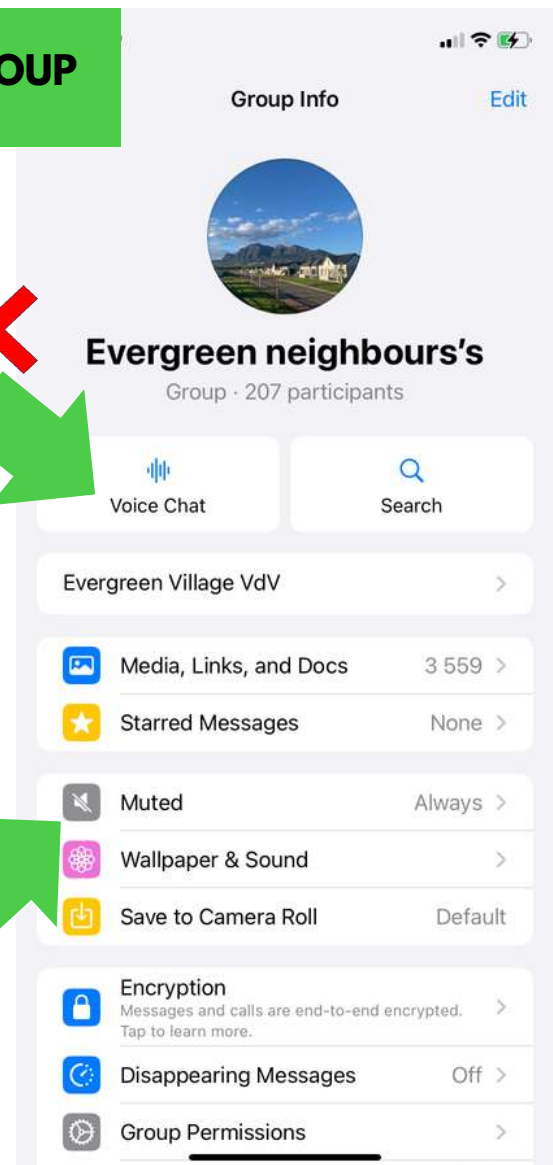 OUP
Group Info
Edit
Evergreen neighbours's
Group · 207 participants
Voice Chat
Search
Evergreen Village VdV
Media, Links, and Docs 3 559
Starred Messages None
Muted Always
Wallpaper & Sound
Save to Camera Roll Default
Encryption
Messages and calls are end-to-end encrypted.
Tap to learn more.
Disappearing Messages Off
Group Permissions